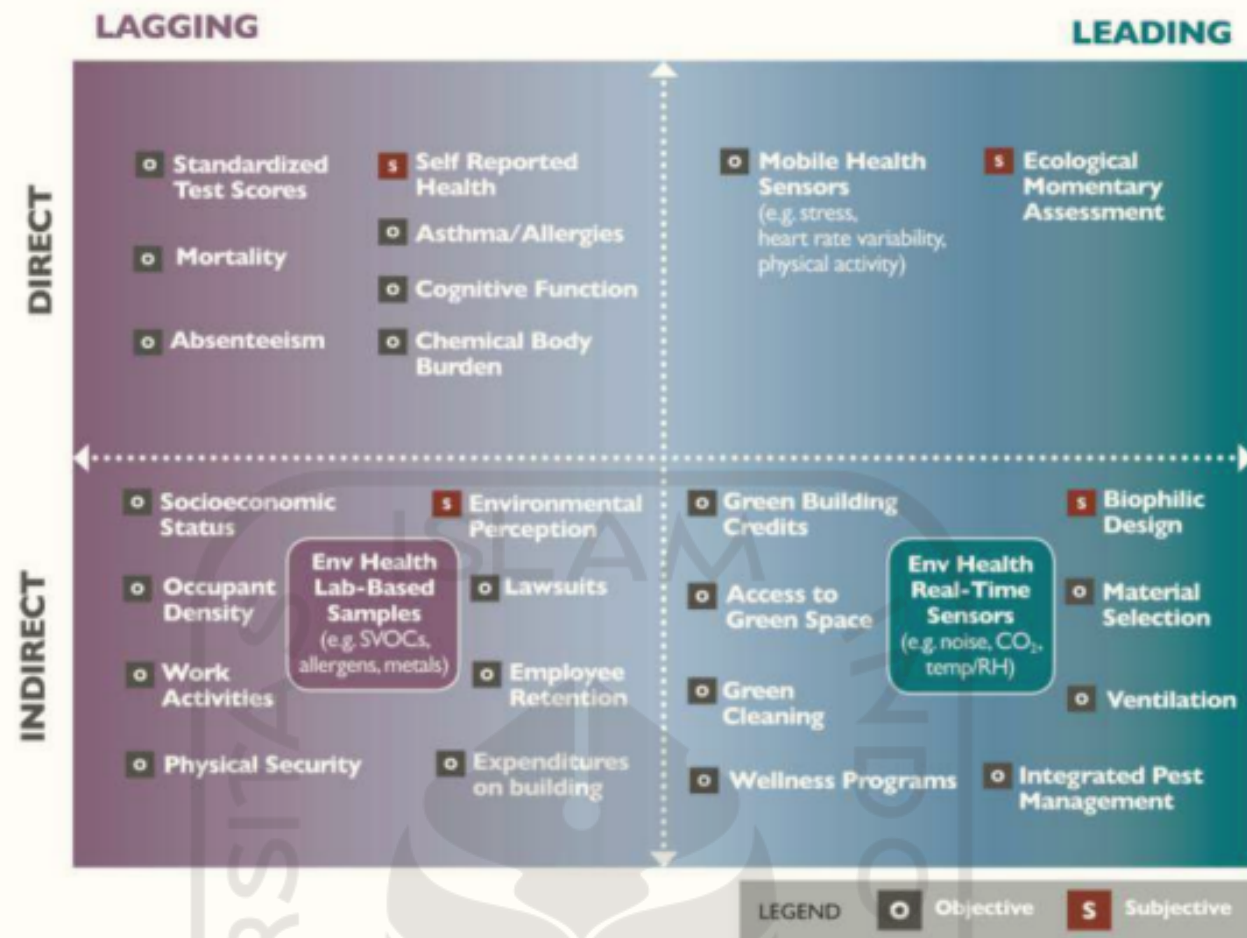 LAGGING
LEADING
DIRECT
O Standardized
Test Scores
O Mortality
O Absenteeism
S Self Reported
Health
O Asthma/Allergies
O Cognitive Function
O Chemical Body
Burden
O Mobile Health
Sensors
(e.g. stress,
heart rate variability,
physical activity)
S Ecological
Momentary
Assessment
INDIRECT
O Socioeconomic
Status
O Occupant
Density
O Work
Activities
O Physical Security
Env Health
Lab-Based
Samples
(e.g. SVOCs,
allergens, metals)
S Environmental
Perception
O Lawsuits
O Employee
Retention
O Expenditures
on building
O Green Building
Credits
O Access to
Green Space
O Green
Cleaning
O Wellness Programs
Env Health
Real-Time
Sensors
(e.g. noise, CO₂,
temp/RH)
S Biophilic
Design
O Material
Selection
O Ventilation
O Integrated Pest
Management
LEGEND O Objective S Subjective
ISLAM
RSITAS
INDO